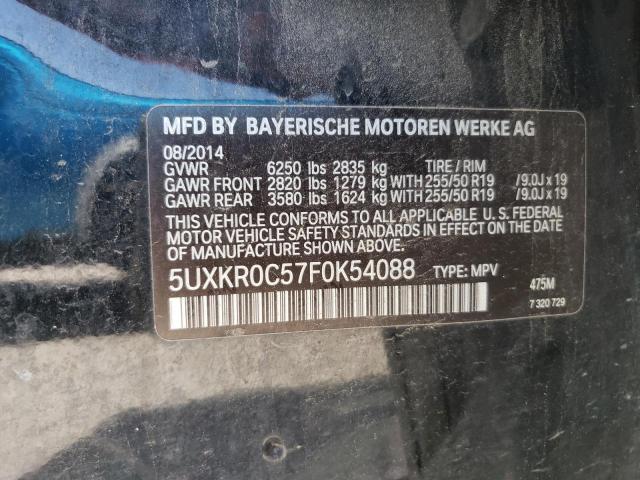 MFD BY BAYERISCHE MOTOREN WERKE AG
08/2014
GVWR 6250 lbs 2835 kg TIRE / RIM
GAWR FRONT 2820 lbs 1279 kg WITH 255/50 R19 /9.0J x 19
GAWR REAR 3580 lbs 1624 kg WITH 255/50 R19 /9.0J x 19
THIS VEHICLE CONFORMS TO ALL APPLICABLE U. S. FEDERAL
MOTOR VEHICLE SAFETY STANDARDS IN EFFECT ON THE DATE
OF MANUFACTURE SHOWN ABOVE.
5UXKR0C57F0K54088 TYPE: MPV
475M
7 320 729